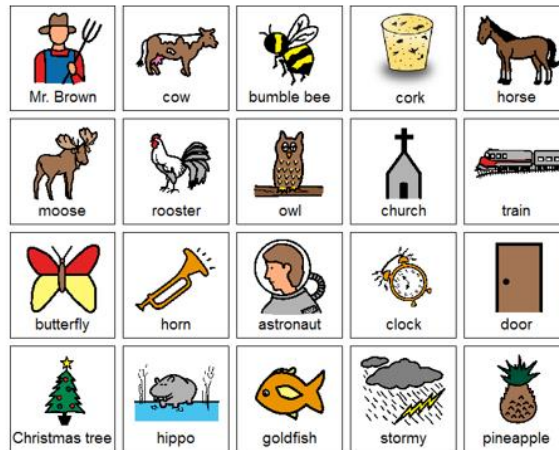 Mr. Brown
cow
bumble bee
cork
horse
moose
rooster
owl
church
train
butterfly
horn
astronaut
clock
door
Christmas tree
hippo
goldfish
stormy
pineapple